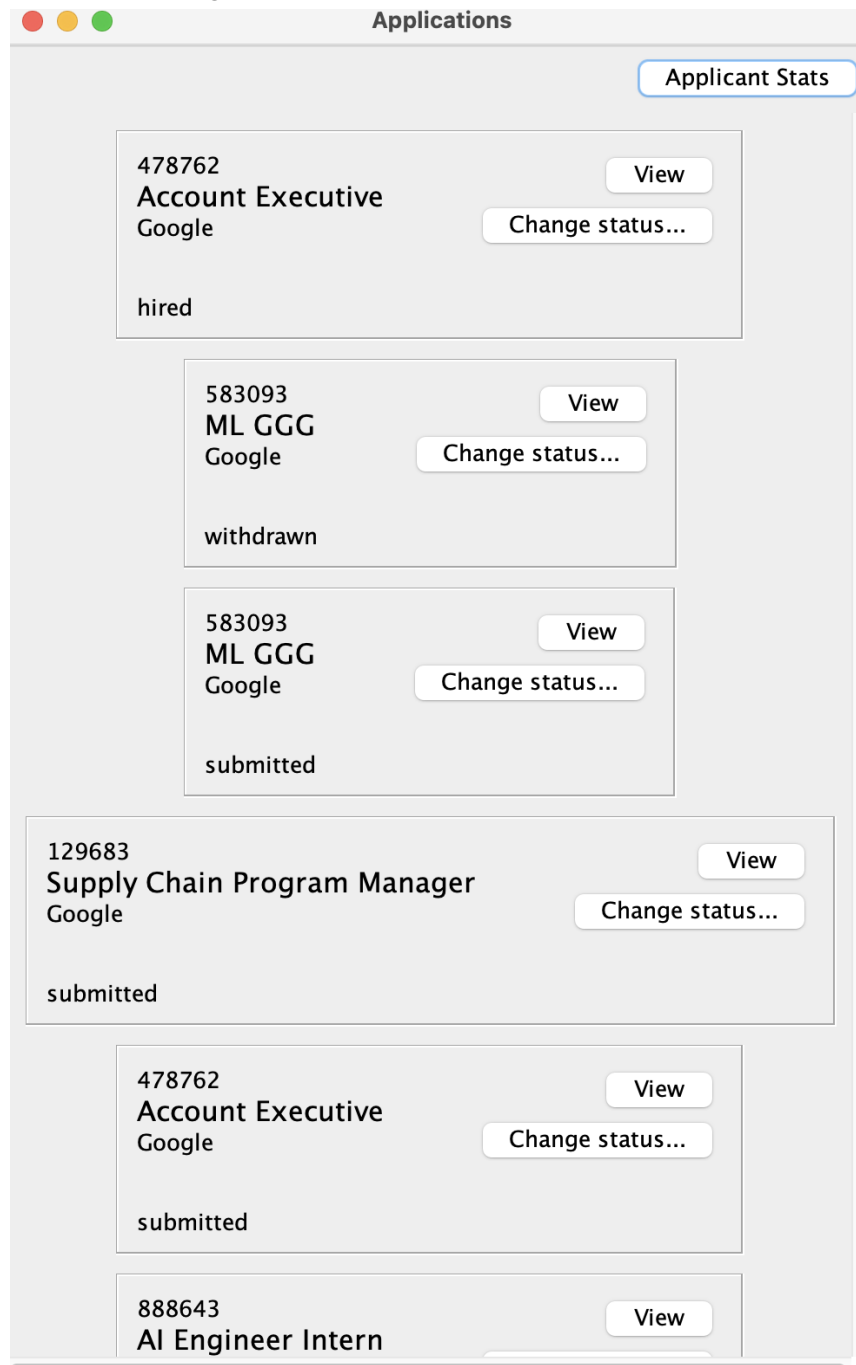 Applications
Applicant Stats
478762
View
Account Executive
Google
Change status...
hired
583093
View
ML GGG
Google
Change status...
withdrawn
583093
View
ML GGG
Google
Change status...
submitted
129683
View
Supply Chain Program Manager
Google
Change status...
submitted
478762
View
Account Executive
Google
Change status...
submitted
888643
View
AI Engineer Intern